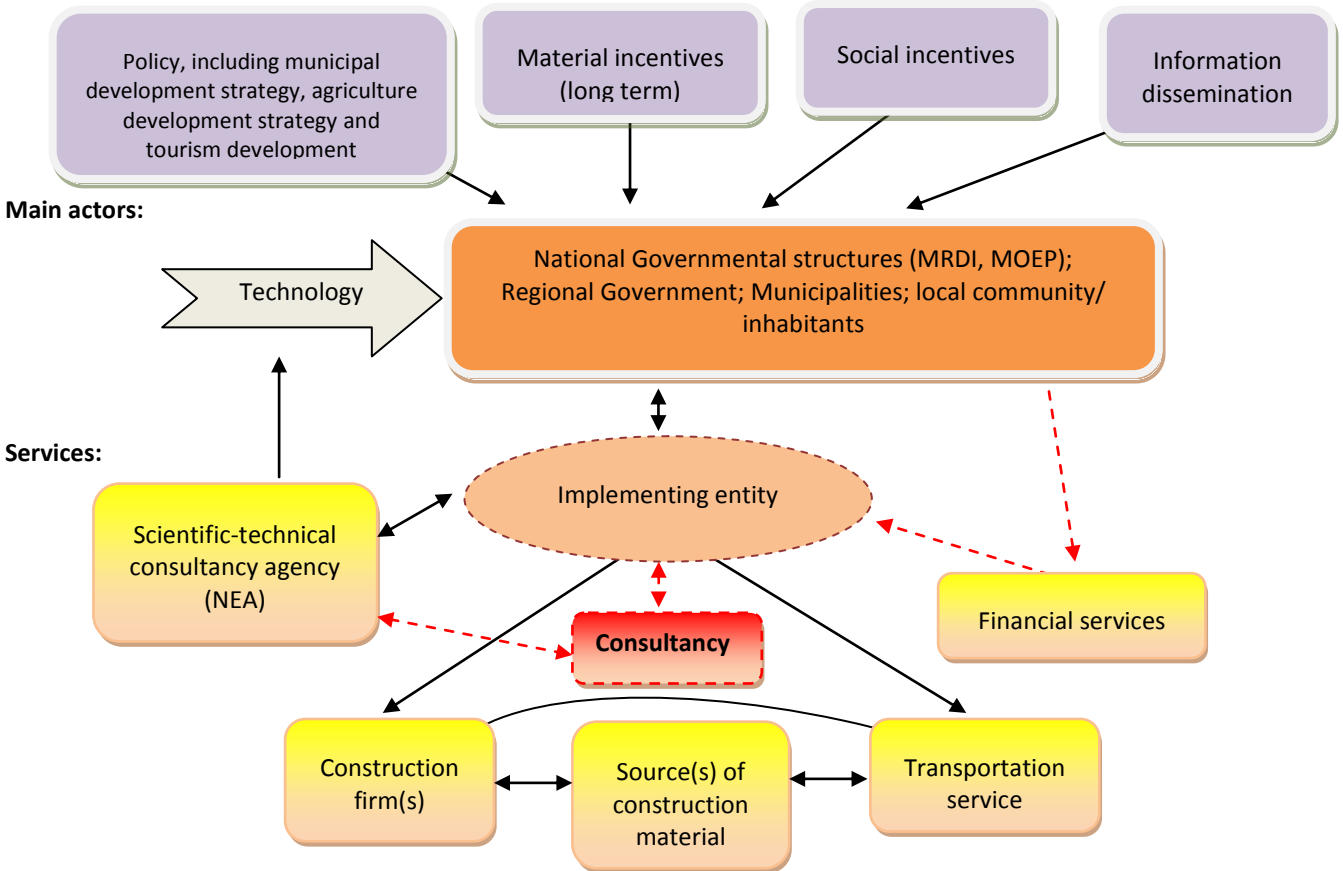 Policy, including municipal
development strategy, agriculture
development strategy and
tourism development
Material incentives
(long term)
Social incentives
Information
dissemination
Main actors:
Technology
National Governmental structures (MRDI, MOEP);
Regional Government; Municipalities; local community/
inhabitants
Services:
Scientific-technical
consultancy agency
(NEA)
Implementing entity
Consultancy
Financial services
Construction
firm(s)
Source(s) of
construction
material
Transportation
service